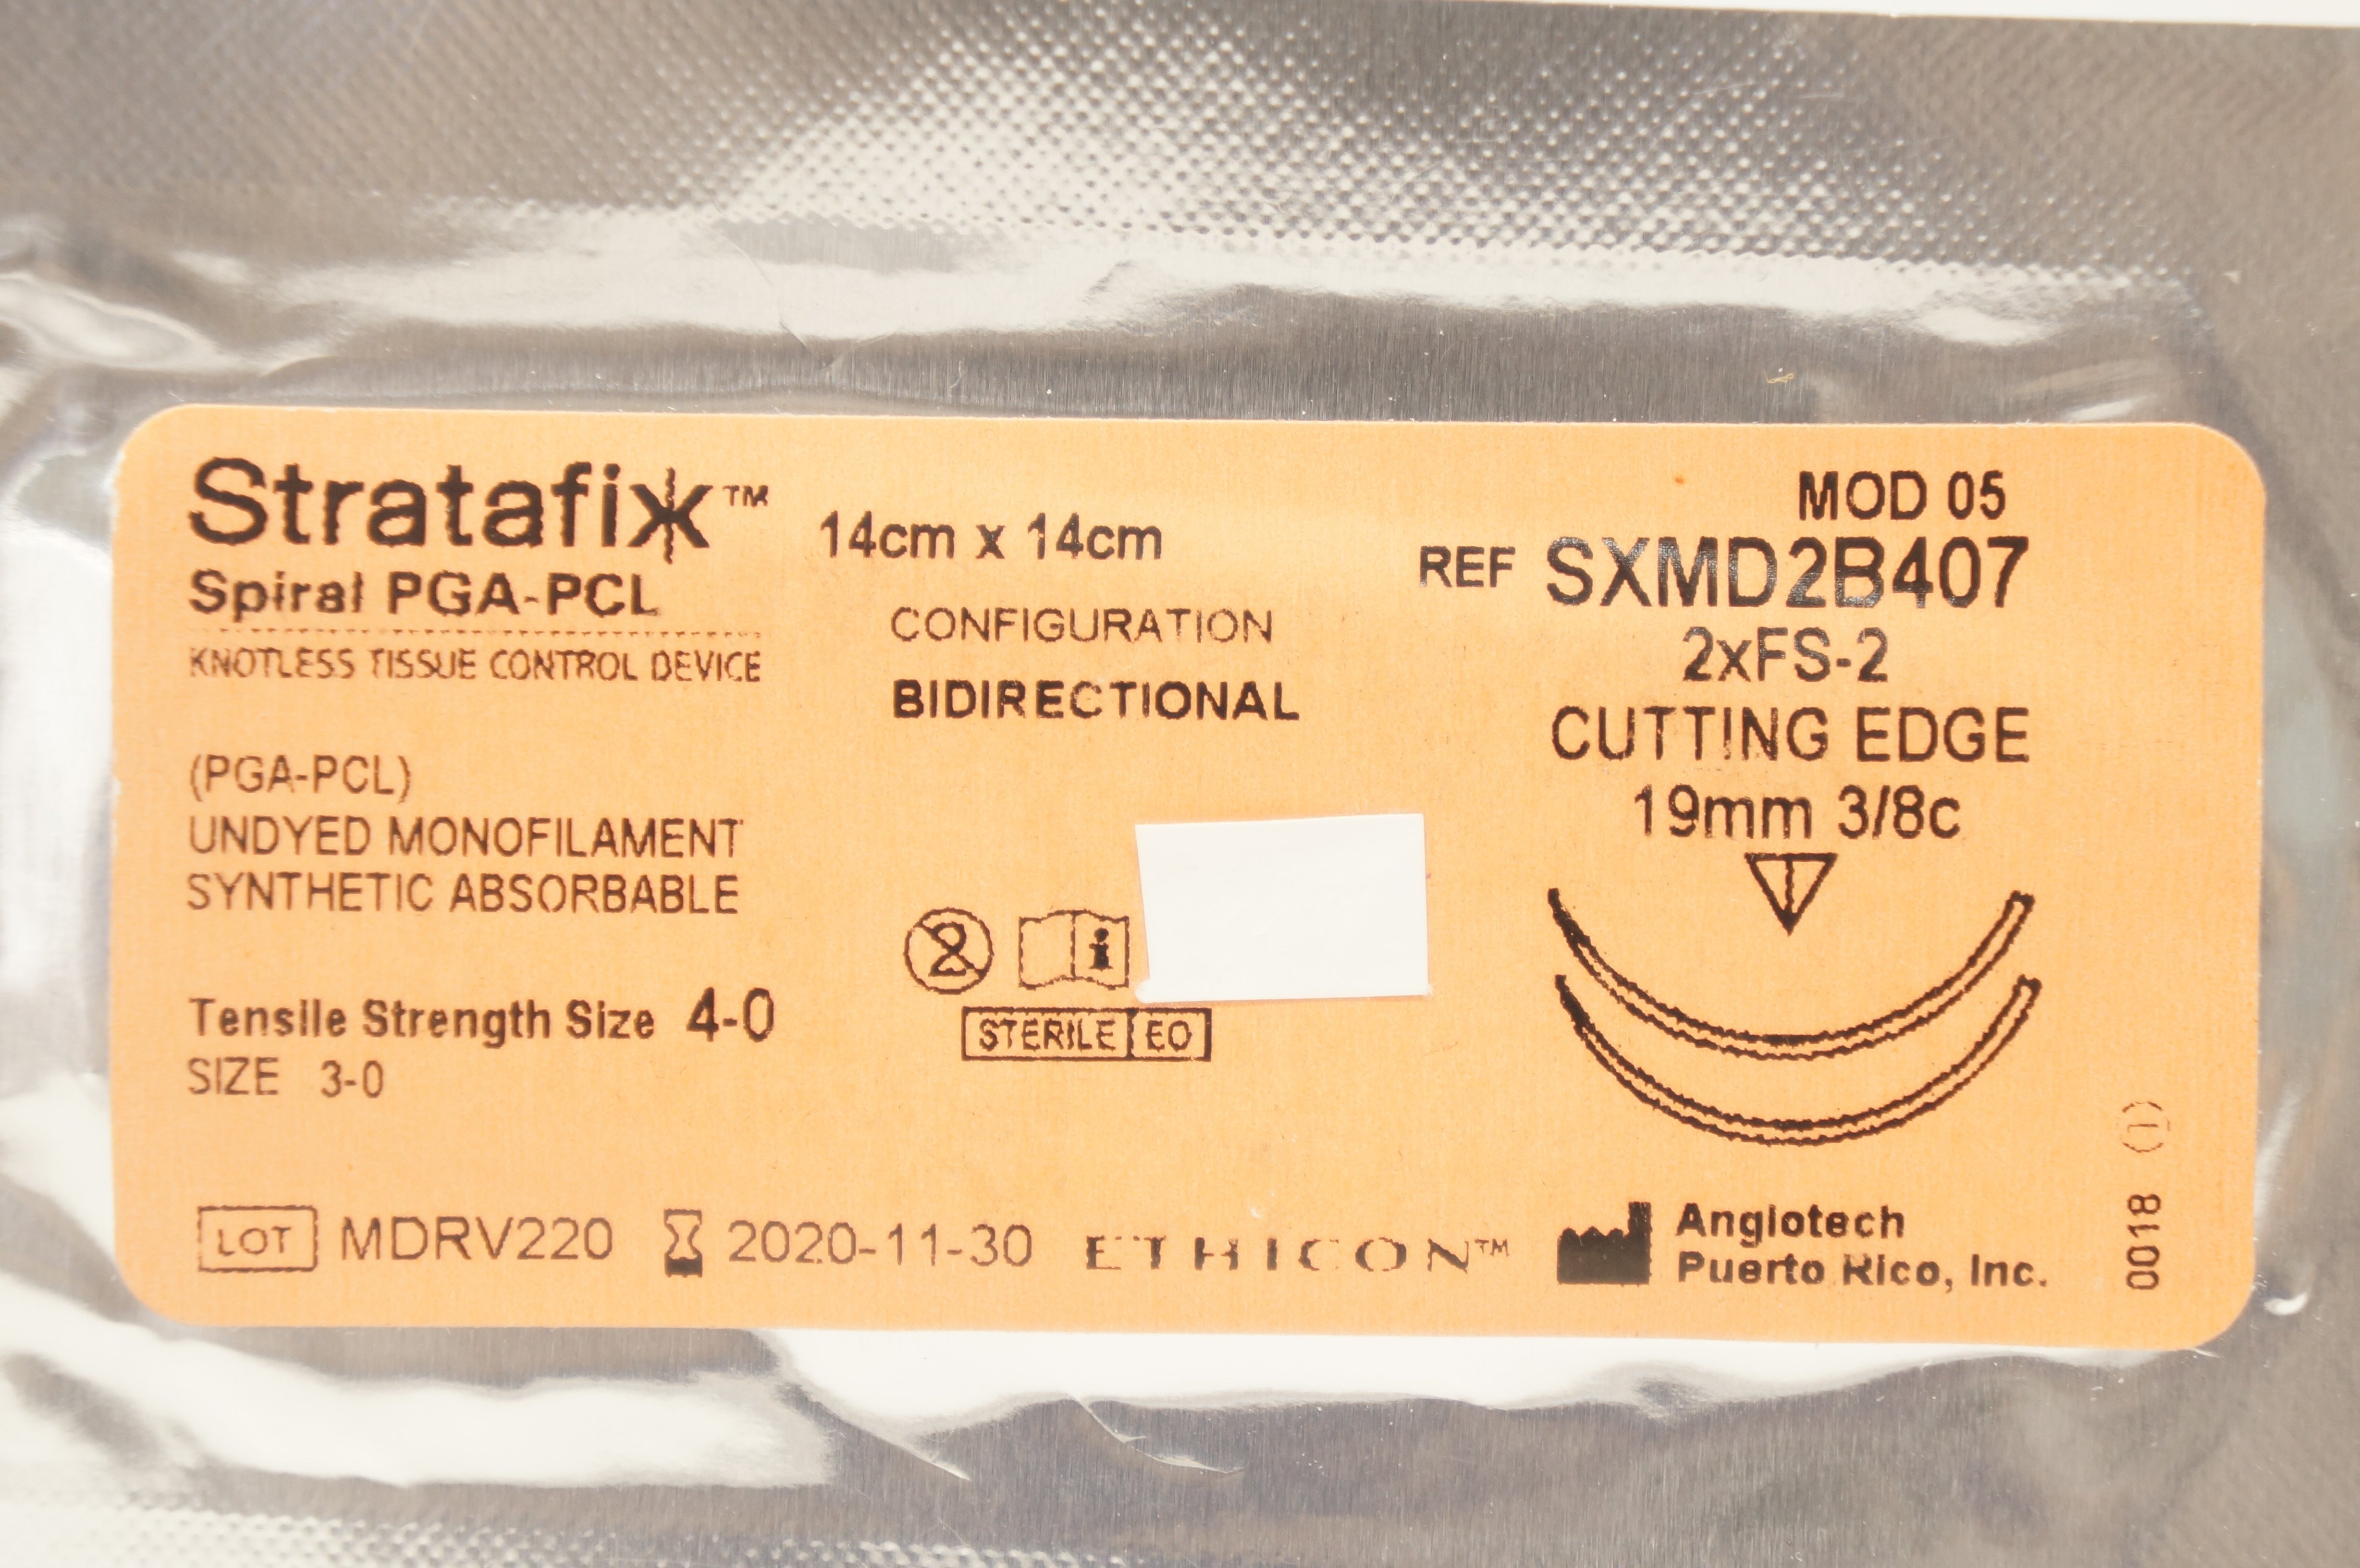 Stratafix™
Spiral PGA-PCL
KNOTLESS TISSUE CONTROL DEVICE
(PGA-PCL)
UNDYED MONOFILAMENT
SYNTHETIC ABSORBABLE
Tensile Strength Size 4-0
SIZE 3-0
14cm x 14cm
CONFIGURATION
BIDIRECTIONAL
2
i
STERILE EO
MOD 05
REF SXMD2B407
2xFS-2
CUTTING EDGE
19mm 3/8c
LOT MDRV220 2020-11-30 ETHICON™
Angiotech
Puerto Rico, Inc.
0018 (1)